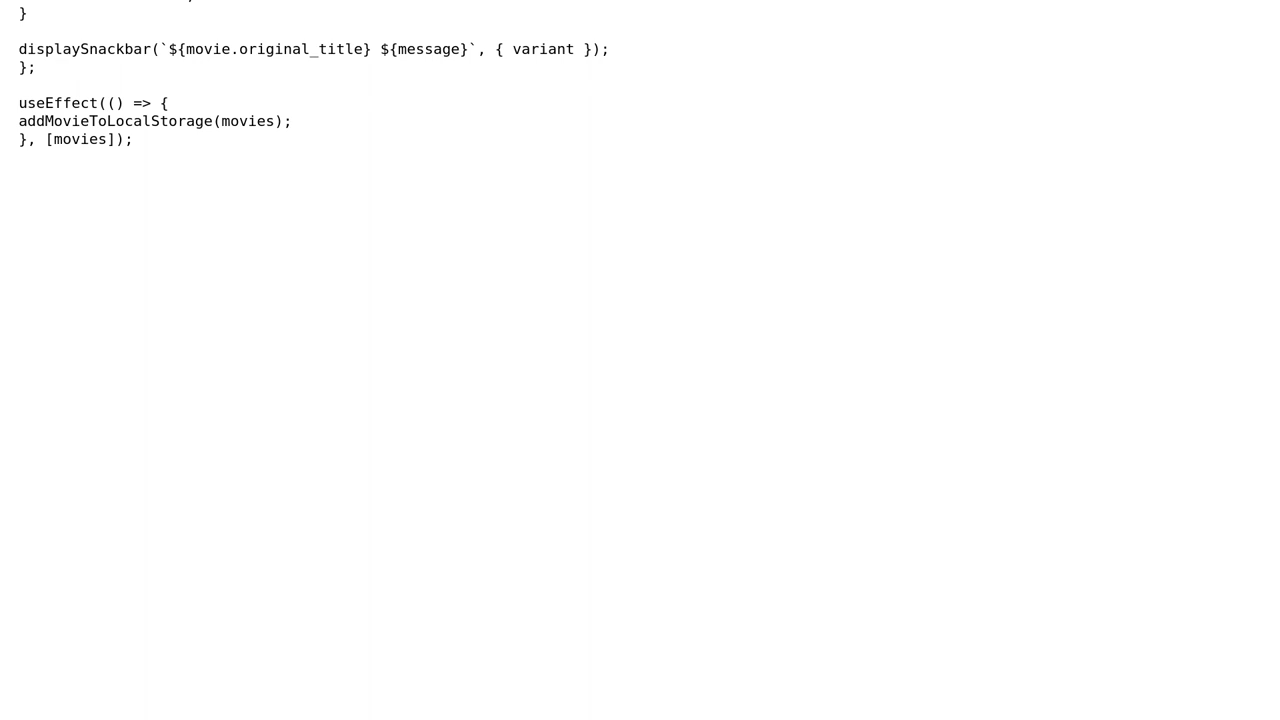 }
displaySnackbar(`${movie.original_title} ${message}`, { variant });
};
useEffect(() => {
addMovieToLocalStorage(movies);
}, [movies]);